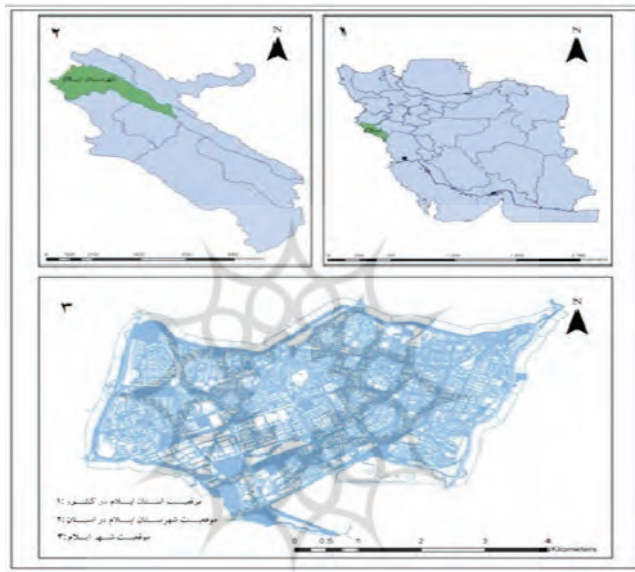 ۲
N
شهرستان ایلام
۱
N
ایلام
۳
N
۱: موقعیت استان ایلام در کشور
۲: موقعیت شهرستان ایلام در استان
۳: موقعیت شهر ایلام
0 0.5 1 2 3 4
Kilometers